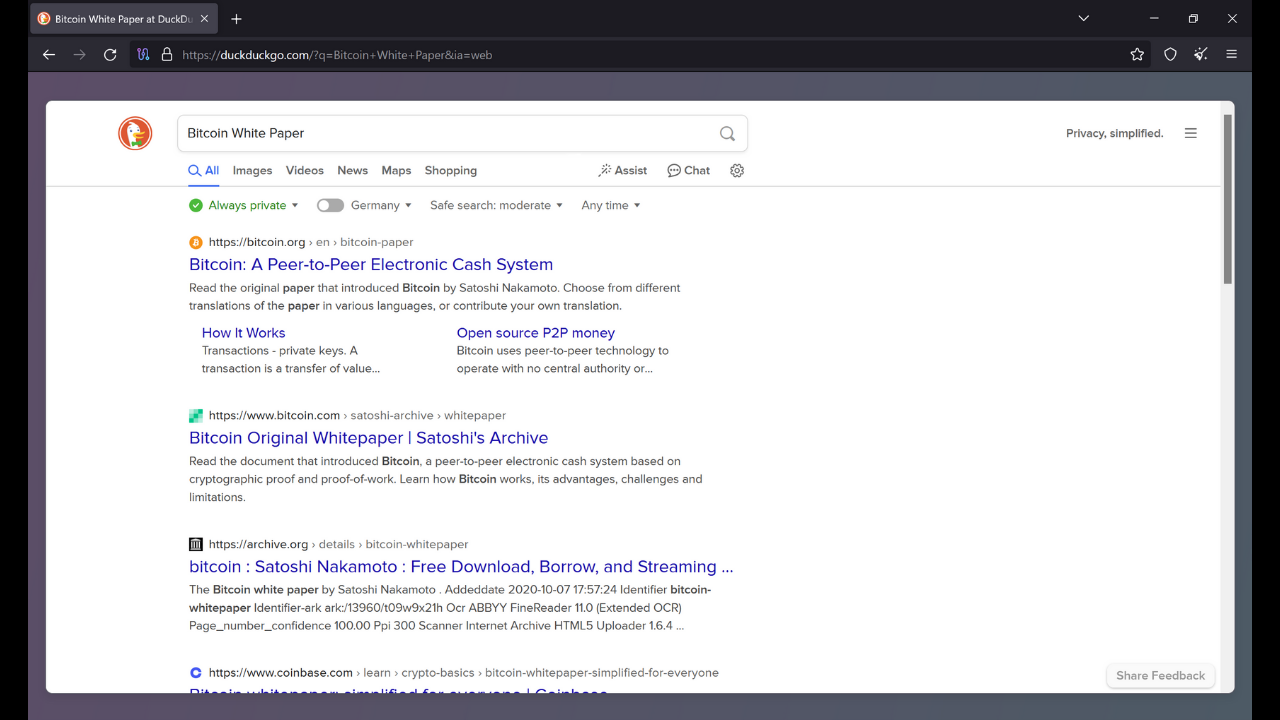 Bitcoin White Paper at DuckDu
https://duckduckgo.com/?q=Bitcoin+White+Paper&ia=web
Bitcoin White Paper
Privacy, simplified.
All Images Videos News Maps Shopping Assist Chat
Always private Germany Safe search: moderate Any time
https://bitcoin.org › en › bitcoin-paper
Bitcoin: A Peer-to-Peer Electronic Cash System
Read the original paper that introduced Bitcoin by Satoshi Nakamoto. Choose from different
translations of the paper in various languages, or contribute your own translation.
How It Works
Transactions - private keys. A
transaction is a transfer of value...
Open source P2P money
Bitcoin uses peer-to-peer technology to
operate with no central authority or...
https://www.bitcoin.com › satoshi-archive › whitepaper
Bitcoin Original Whitepaper | Satoshi's Archive
Read the document that introduced Bitcoin, a peer-to-peer electronic cash system based on
cryptographic proof and proof-of-work. Learn how Bitcoin works, its advantages, challenges and
limitations.
https://archive.org › details › bitcoin-whitepaper
bitcoin : Satoshi Nakamoto : Free Download, Borrow, and Streaming ...
The Bitcoin white paper by Satoshi Nakamoto . Addeddate 2020-10-07 17:57:24 Identifier bitcoin-
whitepaper Identifier-ark ark:/13960/t09w9x21h Ocr ABBYY FineReader 11.0 (Extended OCR)
Page_number_confidence 100.00 Ppi 300 Scanner Internet Archive HTML5 Uploader 1.6.4 ...
https://www.coinbase.com › learn › crypto-basics › bitcoin-whitepaper-simplified-for-everyone
Bitcoin whitepaper: simplified for everyone | Coinbase
Share Feedback